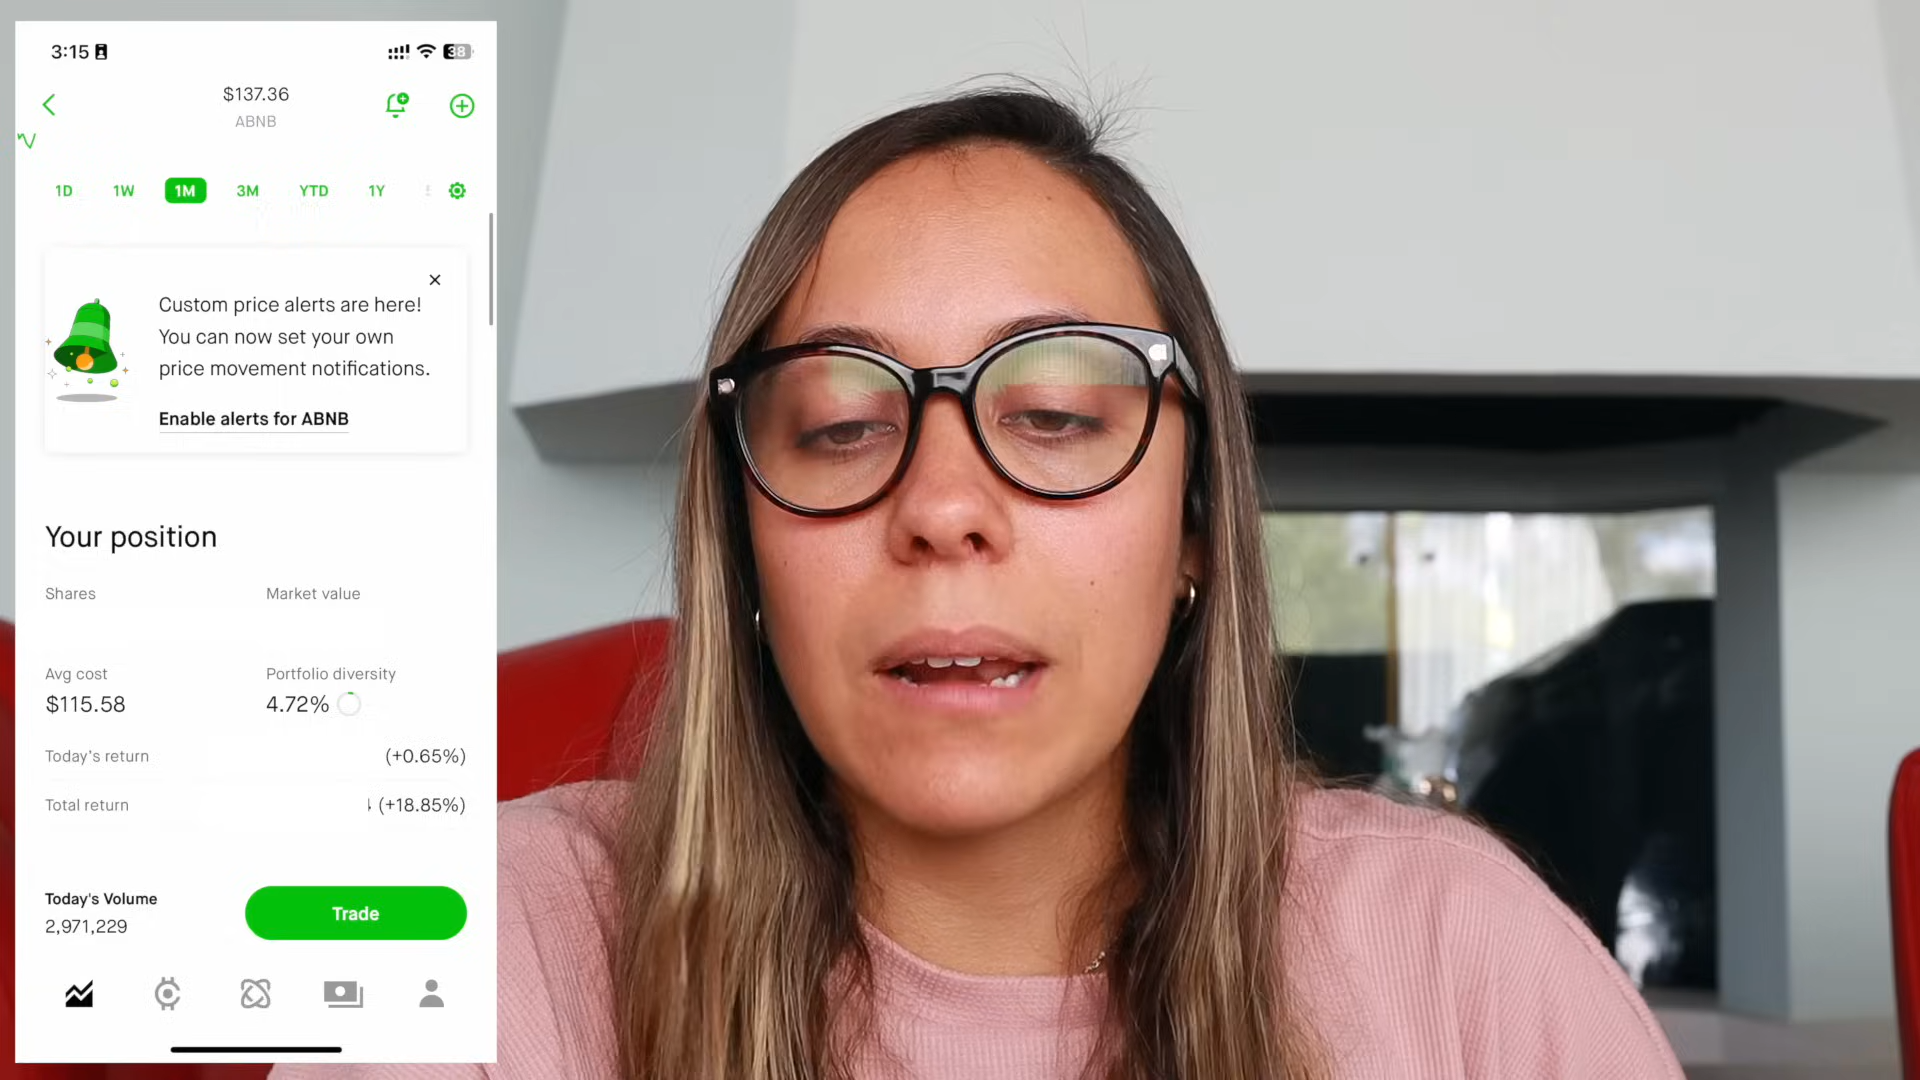 3:15
38
$137.36
ABNB
1D 1W 1M 3M YTD 1Y
Custom price alerts are here!
You can now set your own
price movement notifications.
Enable alerts for ABNB
Your position
Shares Market value
Avg cost Portfolio diversity
$115.58 4.72%
Today's return (+0.65%)
Total return (+18.85%)
Today's Volume
2,971,229
Trade